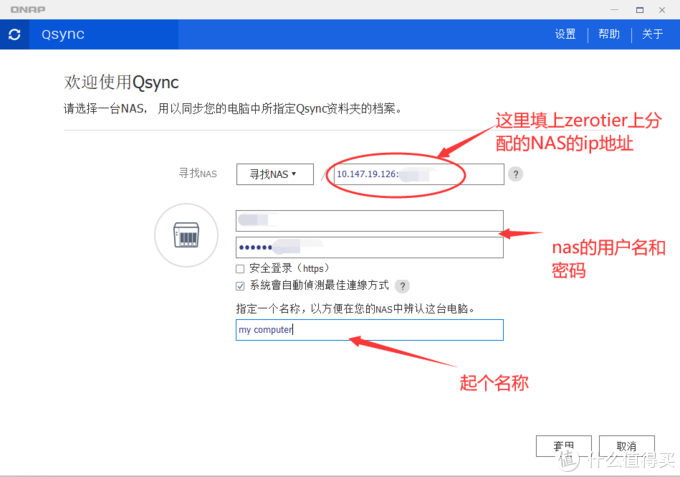 QNAP
Qsync
设置
帮助
关于
欢迎使用Qsync
请选择一台NAS， 用以同步您的电脑中所指定Qsync资料夹的档案。
这里填上zerotier上分
配的NAS的ip地址
寻找NAS
寻找NAS
/
10.147.19.126:
?
nas的用户名和
密码
安全登录（https）
系統會自動偵測最佳連線方式
?
指定一个名称，以方便在您的NAS中辨认这台电脑。
my computer
起个名称
套用
取消
值 什么值得买